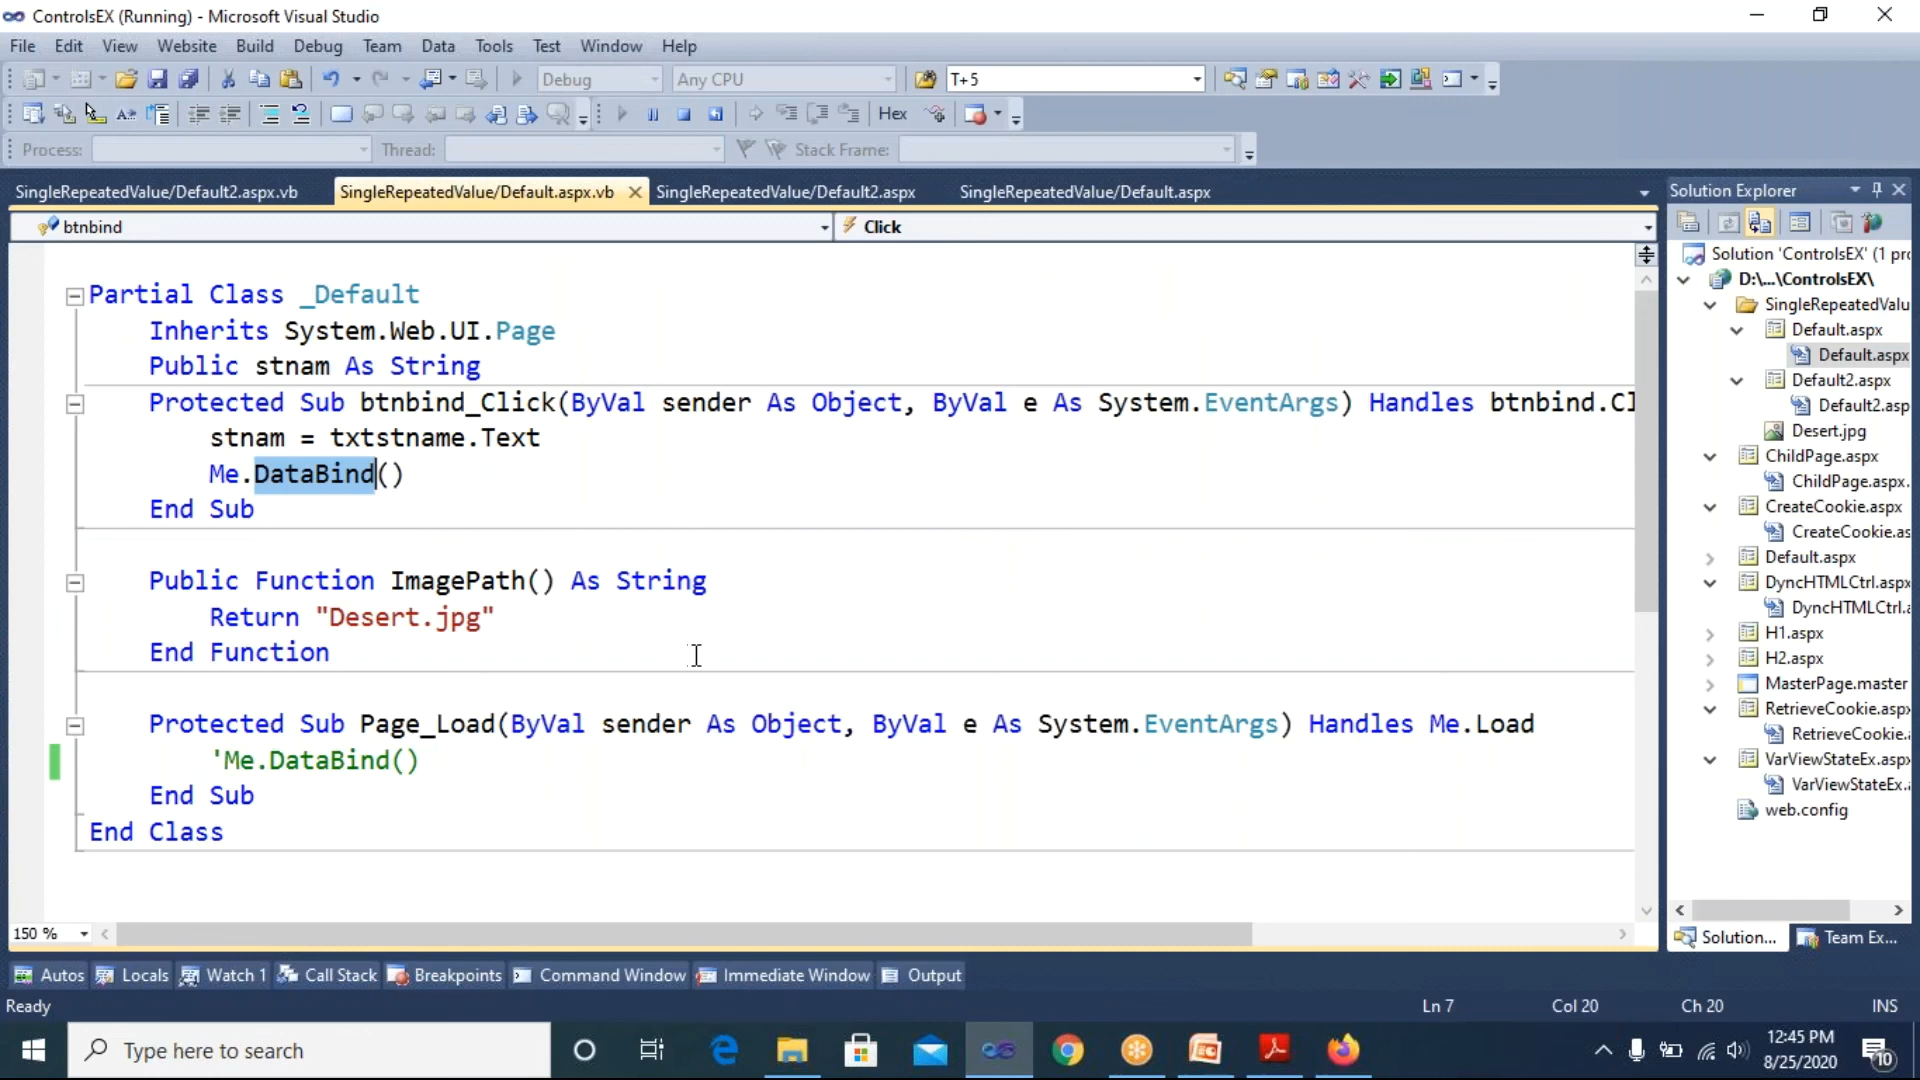 ControlsEX (Running) - Microsoft Visual Studio
File Edit View Website Build Debug Team Data Tools Test Window Help
Debug Any CPU T+5
Hex
Process: Thread: Stack Frame:
SingleRepeatedValue/Default2.aspx.vb SingleRepeatedValue/Default.aspx.vb SingleRepeatedValue/Default2.aspx SingleRepeatedValue/Default.aspx
btnbind Click
Partial Class _Default
Inherits System.Web.UI.Page
Public stnam As String
Protected Sub btnbind_Click(ByVal sender As Object, ByVal e As System.EventArgs) Handles btnbind.Cl
stnam = txtstname.Text
Me.DataBind()
End Sub
Public Function ImagePath() As String
Return "Desert.jpg"
End Function
Protected Sub Page_Load(ByVal sender As Object, ByVal e As System.EventArgs) Handles Me.Load
'Me.DataBind()
End Sub
End Class
150 %
Solution Explorer
Solution 'ControlsEX' (1 pro
D:\...\ControlsEX\
SingleRepeatedValu
Default.aspx
Default.aspx
Default2.aspx
Default2.asp
Desert.jpg
ChildPage.aspx
ChildPage.aspx.
CreateCookie.aspx
CreateCookie.as
Default.aspx
DyncHTMLCtrl.aspx
DyncHTMLCtrl.a
H1.aspx
H2.aspx
MasterPage.master
RetrieveCookie.aspx
RetrieveCookie.a
VarViewStateEx.aspx
VarViewStateEx.a
web.config
Solution... Team Ex...
Autos Locals Watch 1 Call Stack Breakpoints Command Window Immediate Window Output
Ready Ln 7 Col 20 Ch 20 INS
Type here to search
12:45 PM
8/25/2020
10